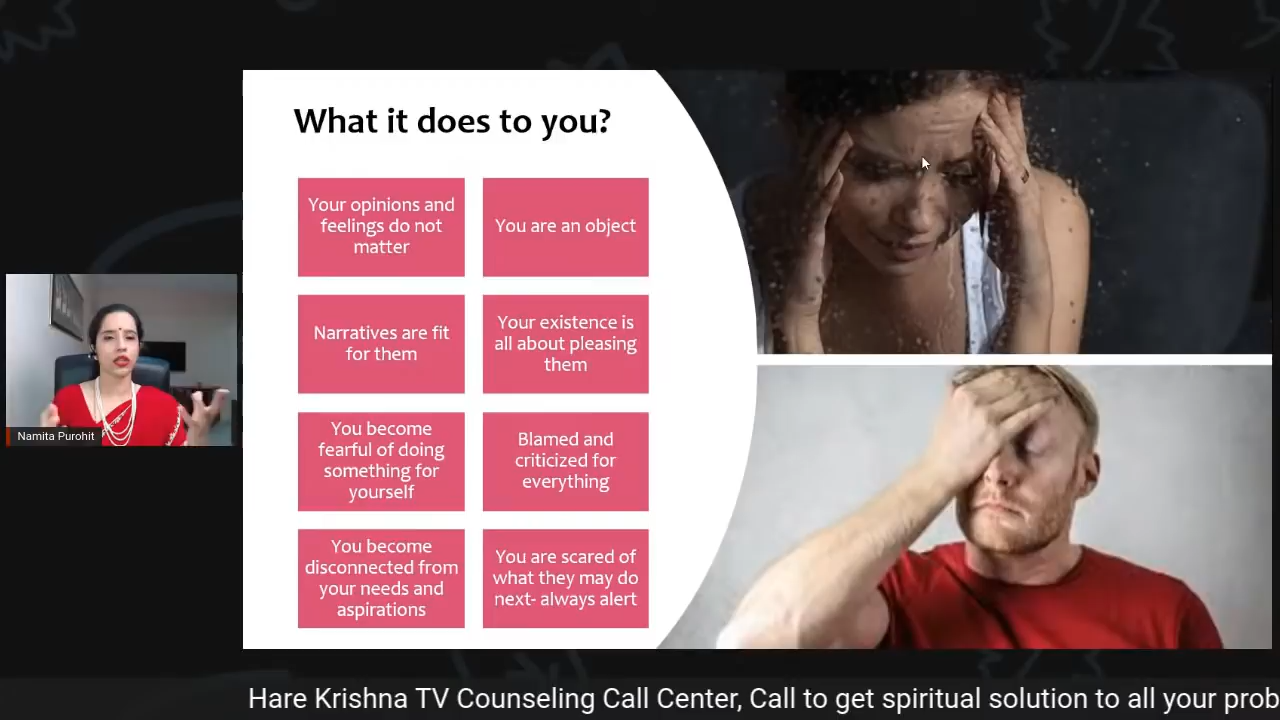 What it does to you?
Your opinions and
feelings do not
matter
You are an object
Narratives are fit
for them
Your existence is
all about pleasing
them
You become
fearful of doing
something for
yourself
Blamed and
criticized for
everything
You become
disconnected from
your needs and
aspirations
You are scared of
what they may do
next- always alert
Namita Purohit
Hare Krishna TV Counseling Call Center, Call to get spiritual solution to all your prob